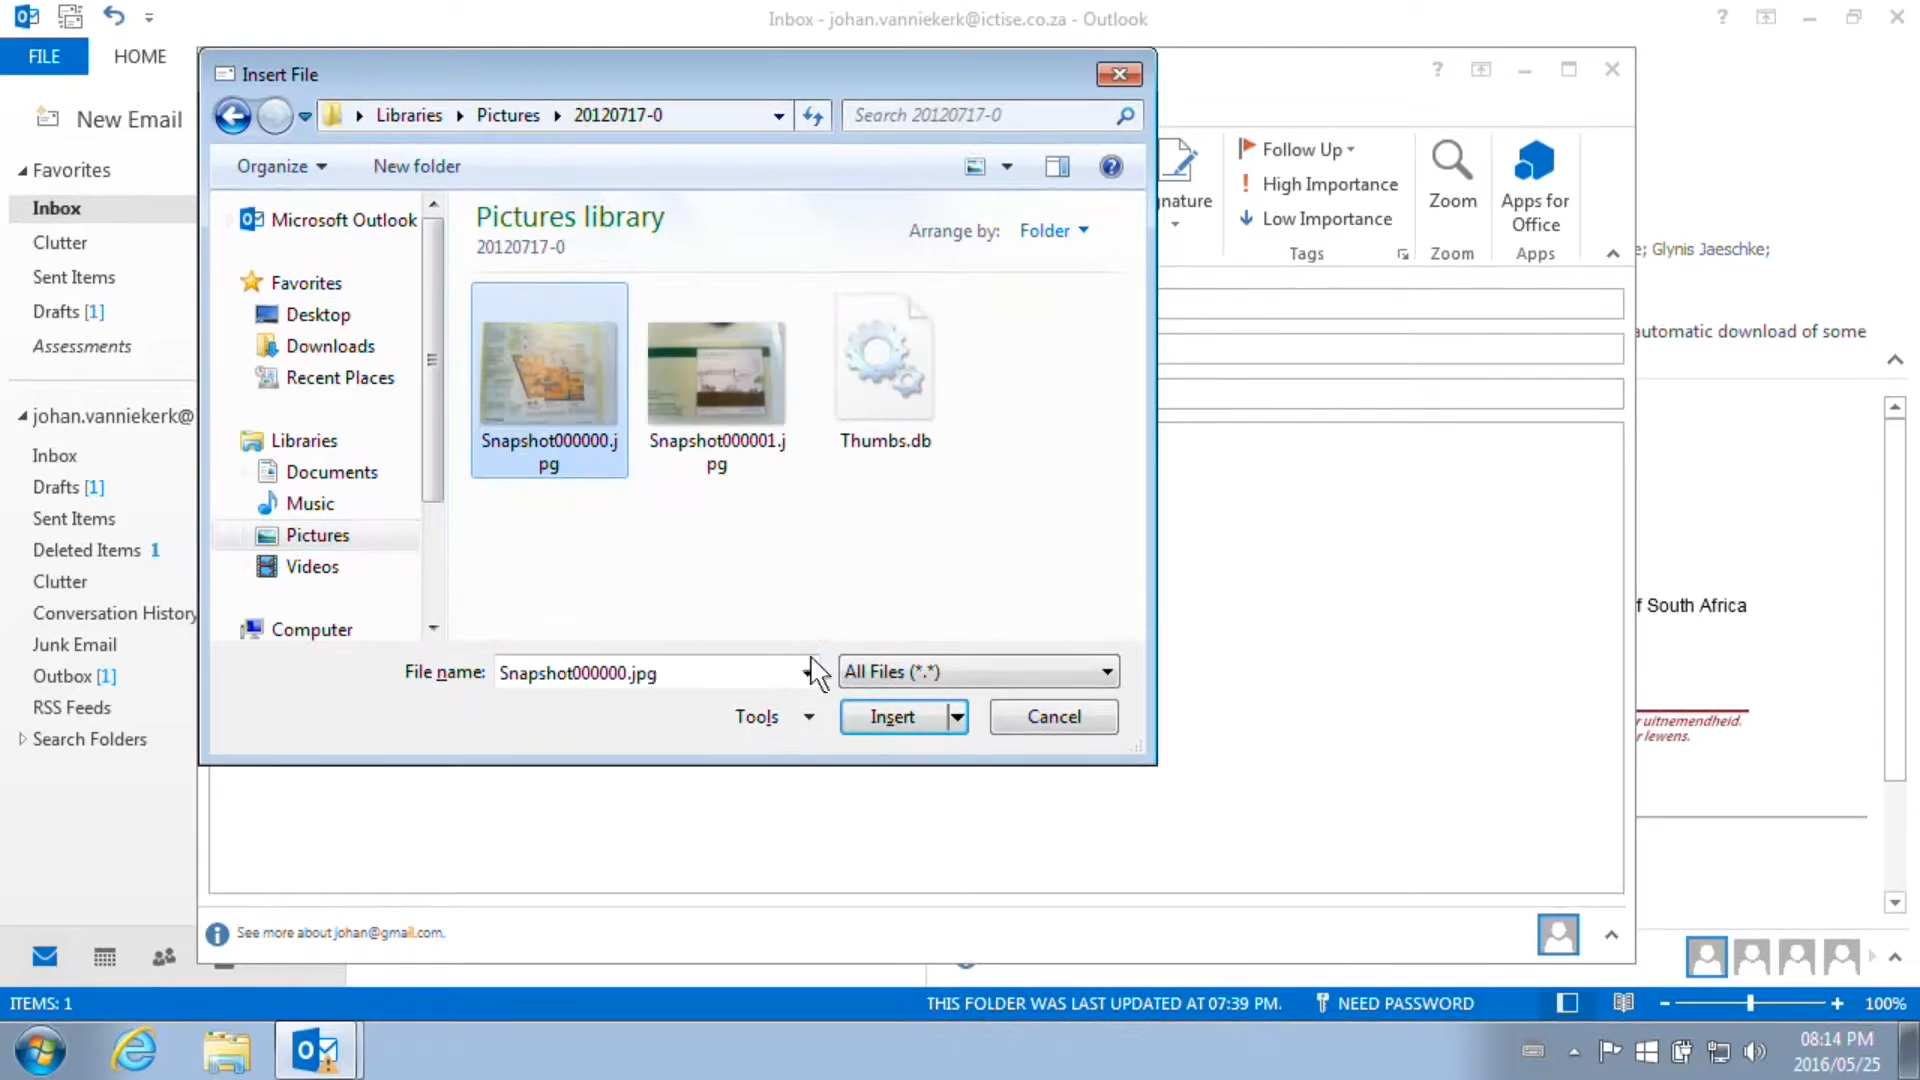 Inbox - johan.vanniekerk@ictise.co.za - Outlook
FILE
HOME
New Email
Favorites
Inbox
Clutter
Sent Items
Drafts [1]
Assessments
johan.vanniekerk@
Inbox
Drafts [1]
Sent Items
Deleted Items 1
Clutter
Conversation History
Junk Email
Outbox [1]
RSS Feeds
Search Folders
Insert File
Libraries
Pictures
20120717-0
Search 20120717-0
Organize
New folder
Microsoft Outlook
Favorites
Desktop
Downloads
Recent Places
Libraries
Documents
Music
Pictures
Videos
Computer
Pictures library
20120717-0
Arrange by: Folder
Snapshot000000.j
pg
Snapshot000001.j
pg
Thumbs.db
File name: Snapshot000000.jpg
All Files (*.*)
Tools
Insert
Cancel
nature
Follow Up
High Importance
Low Importance
Tags
Zoom
Zoom
Apps for
Office
Apps
; Glynis Jaeschke;
automatic download of some
f South Africa
r uitnemendheid.
r lewens.
See more about johan@gmail.com.
ITEMS: 1
THIS FOLDER WAS LAST UPDATED AT 07:39 PM.
NEED PASSWORD
100%
08:14 PM
2016/05/25